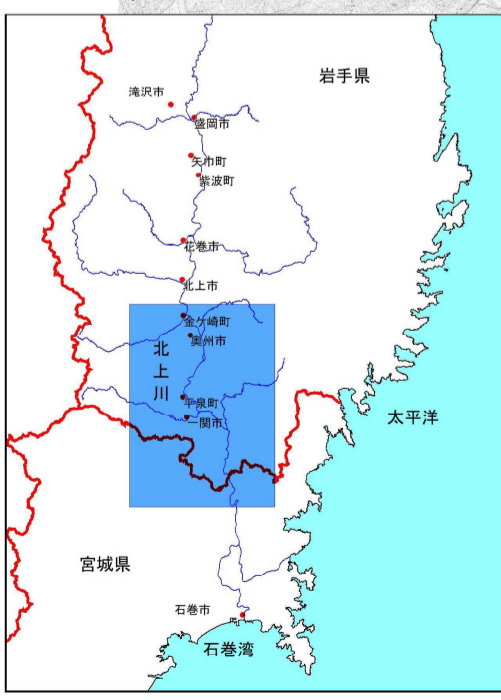 岩手県
滝沢市
盛岡市
矢巾町
紫波町
花巻市
北上市
金ケ崎町
奥州市
北上川
平泉町
一関市
太平洋
宮城県
石巻市
石巻湾